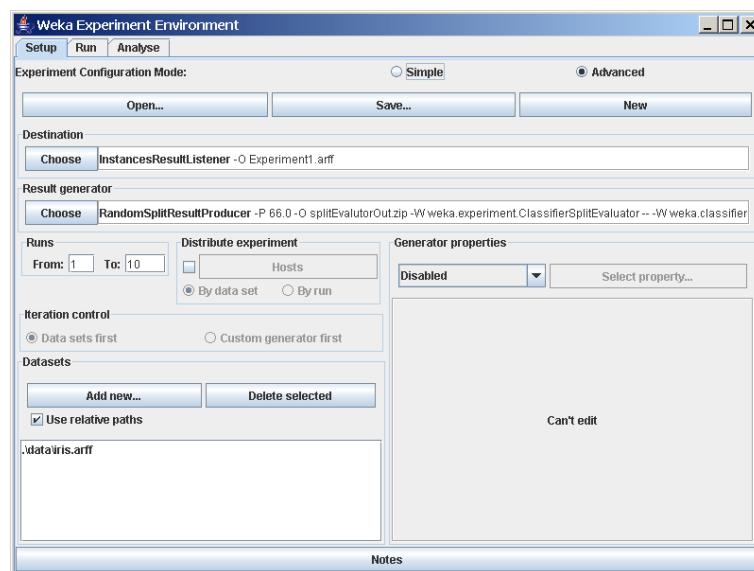 Weka Experiment Environment
Setup Run Analyse
Experiment Configuration Mode: Simple Advanced
Open... Save... New
Destination
Choose InstancesResultListener -O Experiment1.arff
Result generator
Choose RandomSplitResultProducer -P 66.0 -O splitEvalutorOut.zip -W weka.experiment.ClassifierSplitEvaluator -- -W weka.classifier
Runs
From: 1 To: 10
Distribute experiment
Hosts
By data set By run
Generator properties
Disabled Select property...
Iteration control
Data sets first Custom generator first
Datasets
Add new... Delete selected
Use relative paths
.\data\iris.arff
Can't edit
Notes